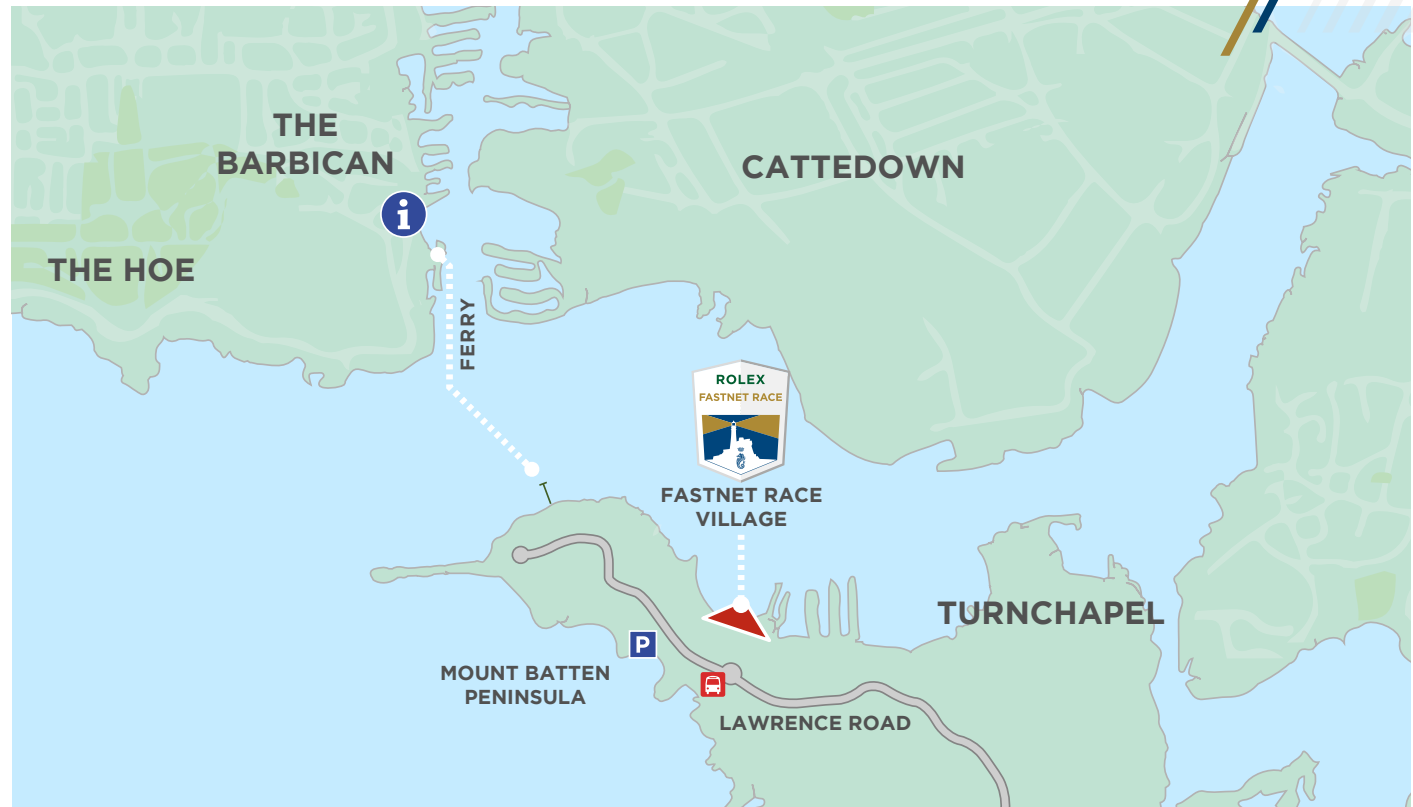 THE
BARBICAN
CATTEDOWN
i
THE HOE
FERRY
ROLEX
FASTNET RACE
FASTNET RACE
VILLAGE
TURNCHAPEL
P
MOUNT BATTEN
PENINSULA
LAWRENCE ROAD